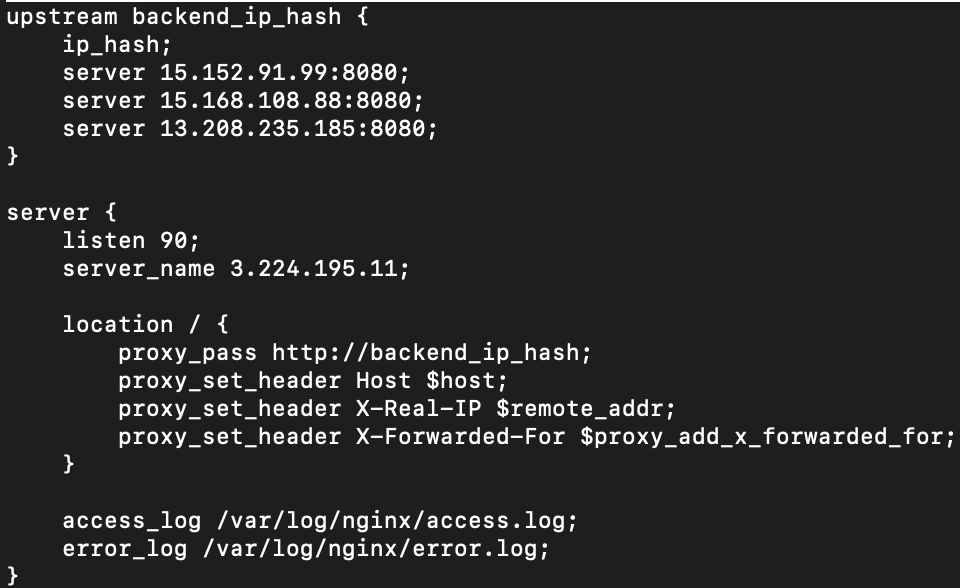 upstream backend_ip_hash {
    ip_hash;
    server 15.152.91.99:8080;
    server 15.168.108.88:8080;
    server 13.208.235.185:8080;
}

server {
    listen 90;
    server_name 3.224.195.11;

    location / {
        proxy_pass http://backend_ip_hash;
        proxy_set_header Host $host;
        proxy_set_header X-Real-IP $remote_addr;
        proxy_set_header X-Forwarded-For $proxy_add_x_forwarded_for;
    }

    access_log /var/log/nginx/access.log;
    error_log /var/log/nginx/error.log;
}